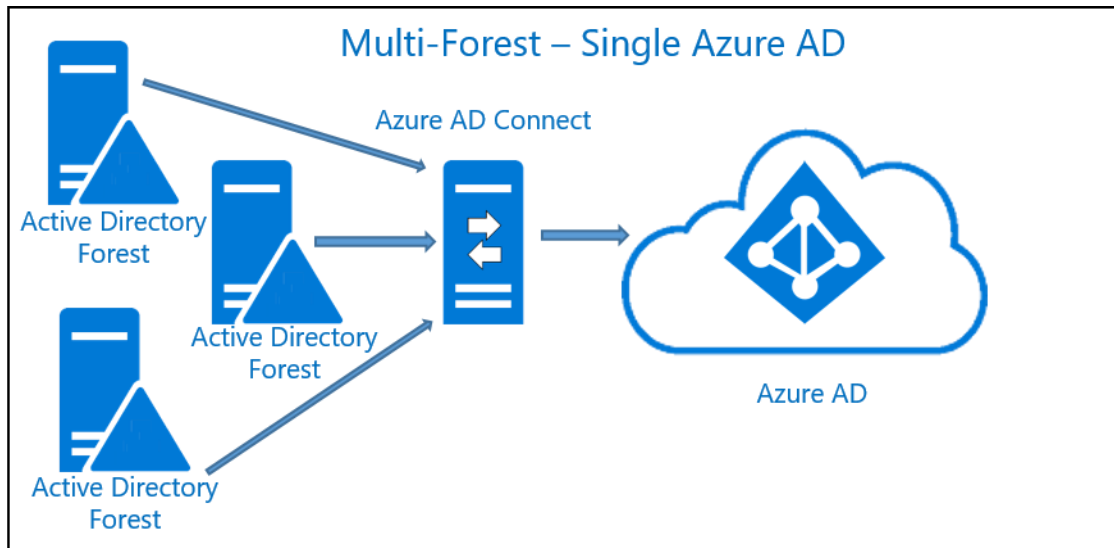 Multi-Forest – Single Azure AD
Azure AD Connect
Active Directory
Forest
Active Directory
Forest
Azure AD
Active Directory
Forest